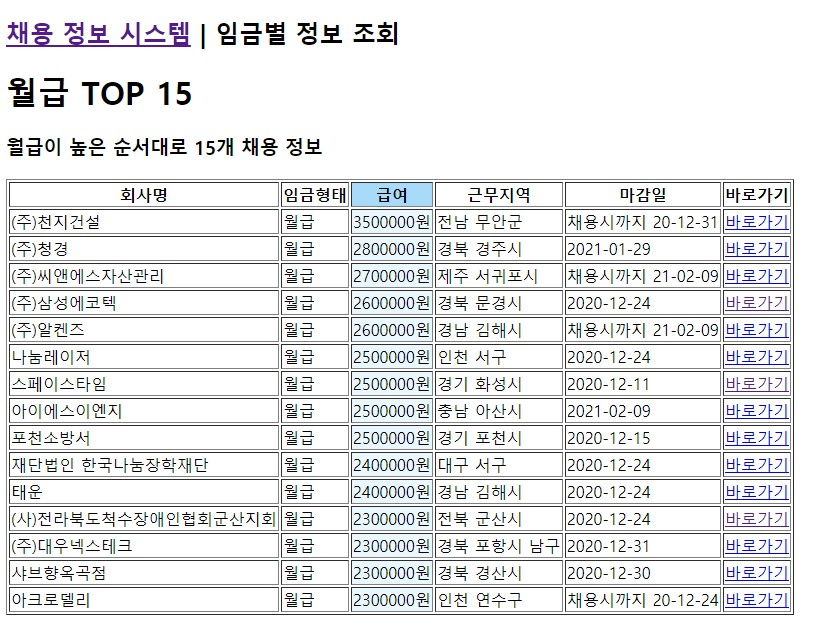 채용 정보 시스템 | 임금별 정보 조회
월급 TOP 15
월급이 높은 순서대로 15개 채용 정보
회사명 임금형태 급여 근무지역 마감일 바로가기
(주)천지건설 월급 3500000원 전남 무안군 채용시까지 20-12-31 바로가기
(주)청경 월급 2800000원 경북 경주시 2021-01-29 바로가기
(주)씨앤에스자산관리 월급 2700000원 제주 서귀포시 채용시까지 21-02-09 바로가기
(주)삼성에코텍 월급 2600000원 경북 문경시 2020-12-24 바로가기
(주)알켄즈 월급 2600000원 경남 김해시 채용시까지 21-02-09 바로가기
나눔레이저 월급 2500000원 인천 서구 2020-12-24 바로가기
스페이스타임 월급 2500000원 경기 화성시 2020-12-11 바로가기
아이에스이엔지 월급 2500000원 충남 아산시 2021-02-09 바로가기
포천소방서 월급 2500000원 경기 포천시 2020-12-15 바로가기
재단법인 한국나눔장학재단 월급 2400000원 대구 서구 2020-12-24 바로가기
태운 월급 2400000원 경남 김해시 2020-12-24 바로가기
(사)전라북도척수장애인협회군산지회 월급 2300000원 전북 군산시 2020-12-24 바로가기
(주)대우넥스테크 월급 2300000원 경북 포항시 남구 2020-12-31 바로가기
샤브향옥곡점 월급 2300000원 경북 경산시 2020-12-30 바로가기
아크로델리 월급 2300000원 인천 연수구 채용시까지 20-12-24 바로가기